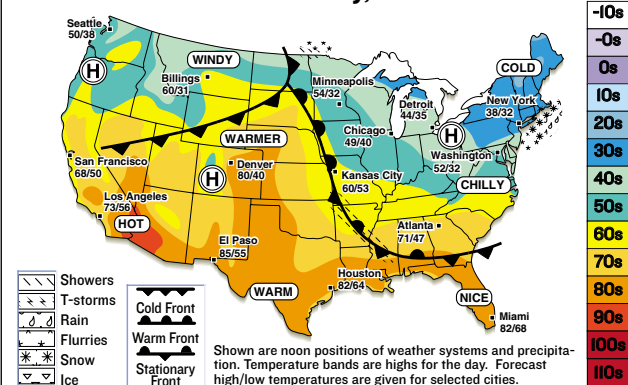 Seattle
50/38
H
WINDY
Billings
60/31
Minneapolis
54/32
COLD
Detroit
44/35
New York
38/32
Chicago
49/40
H
Washington
52/32
WARMER
San Francisco
68/50
Denver
80/40
H
Kansas City
60/53
CHILLY
Los Angeles
73/56
HOT
Atlanta
71/47
El Paso
85/55
Houston
82/64
WARM
NICE
Miami
82/68
-10s
-0s
0s
10s
20s
30s
40s
50s
60s
70s
80s
90s
100s
110s
Showers
T-storms
Rain
Flurries
Snow
Ice
Cold Front
Warm Front
Stationary
Front
Shown are noon positions of weather systems and precipita-
tion. Temperature bands are highs for the day. Forecast
high/low temperatures are given for selected cities.